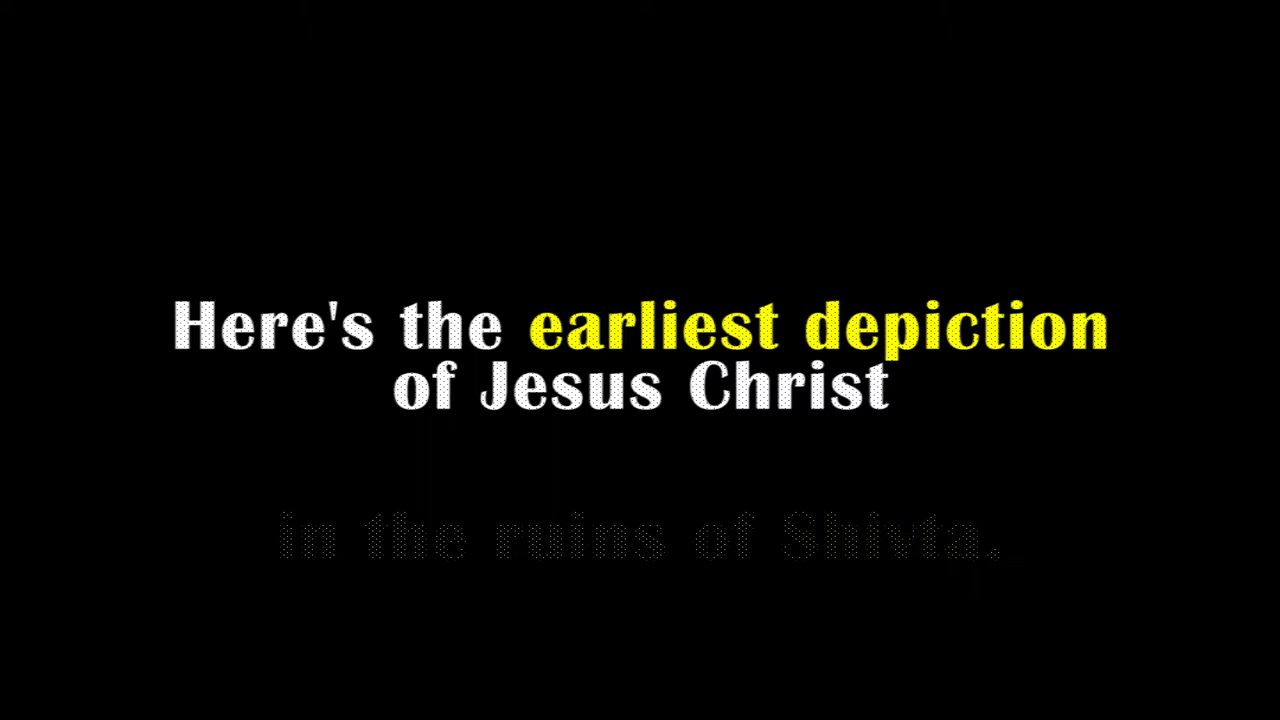 Here's the earliest depiction
of Jesus Christ
in the ruins of Shivta.